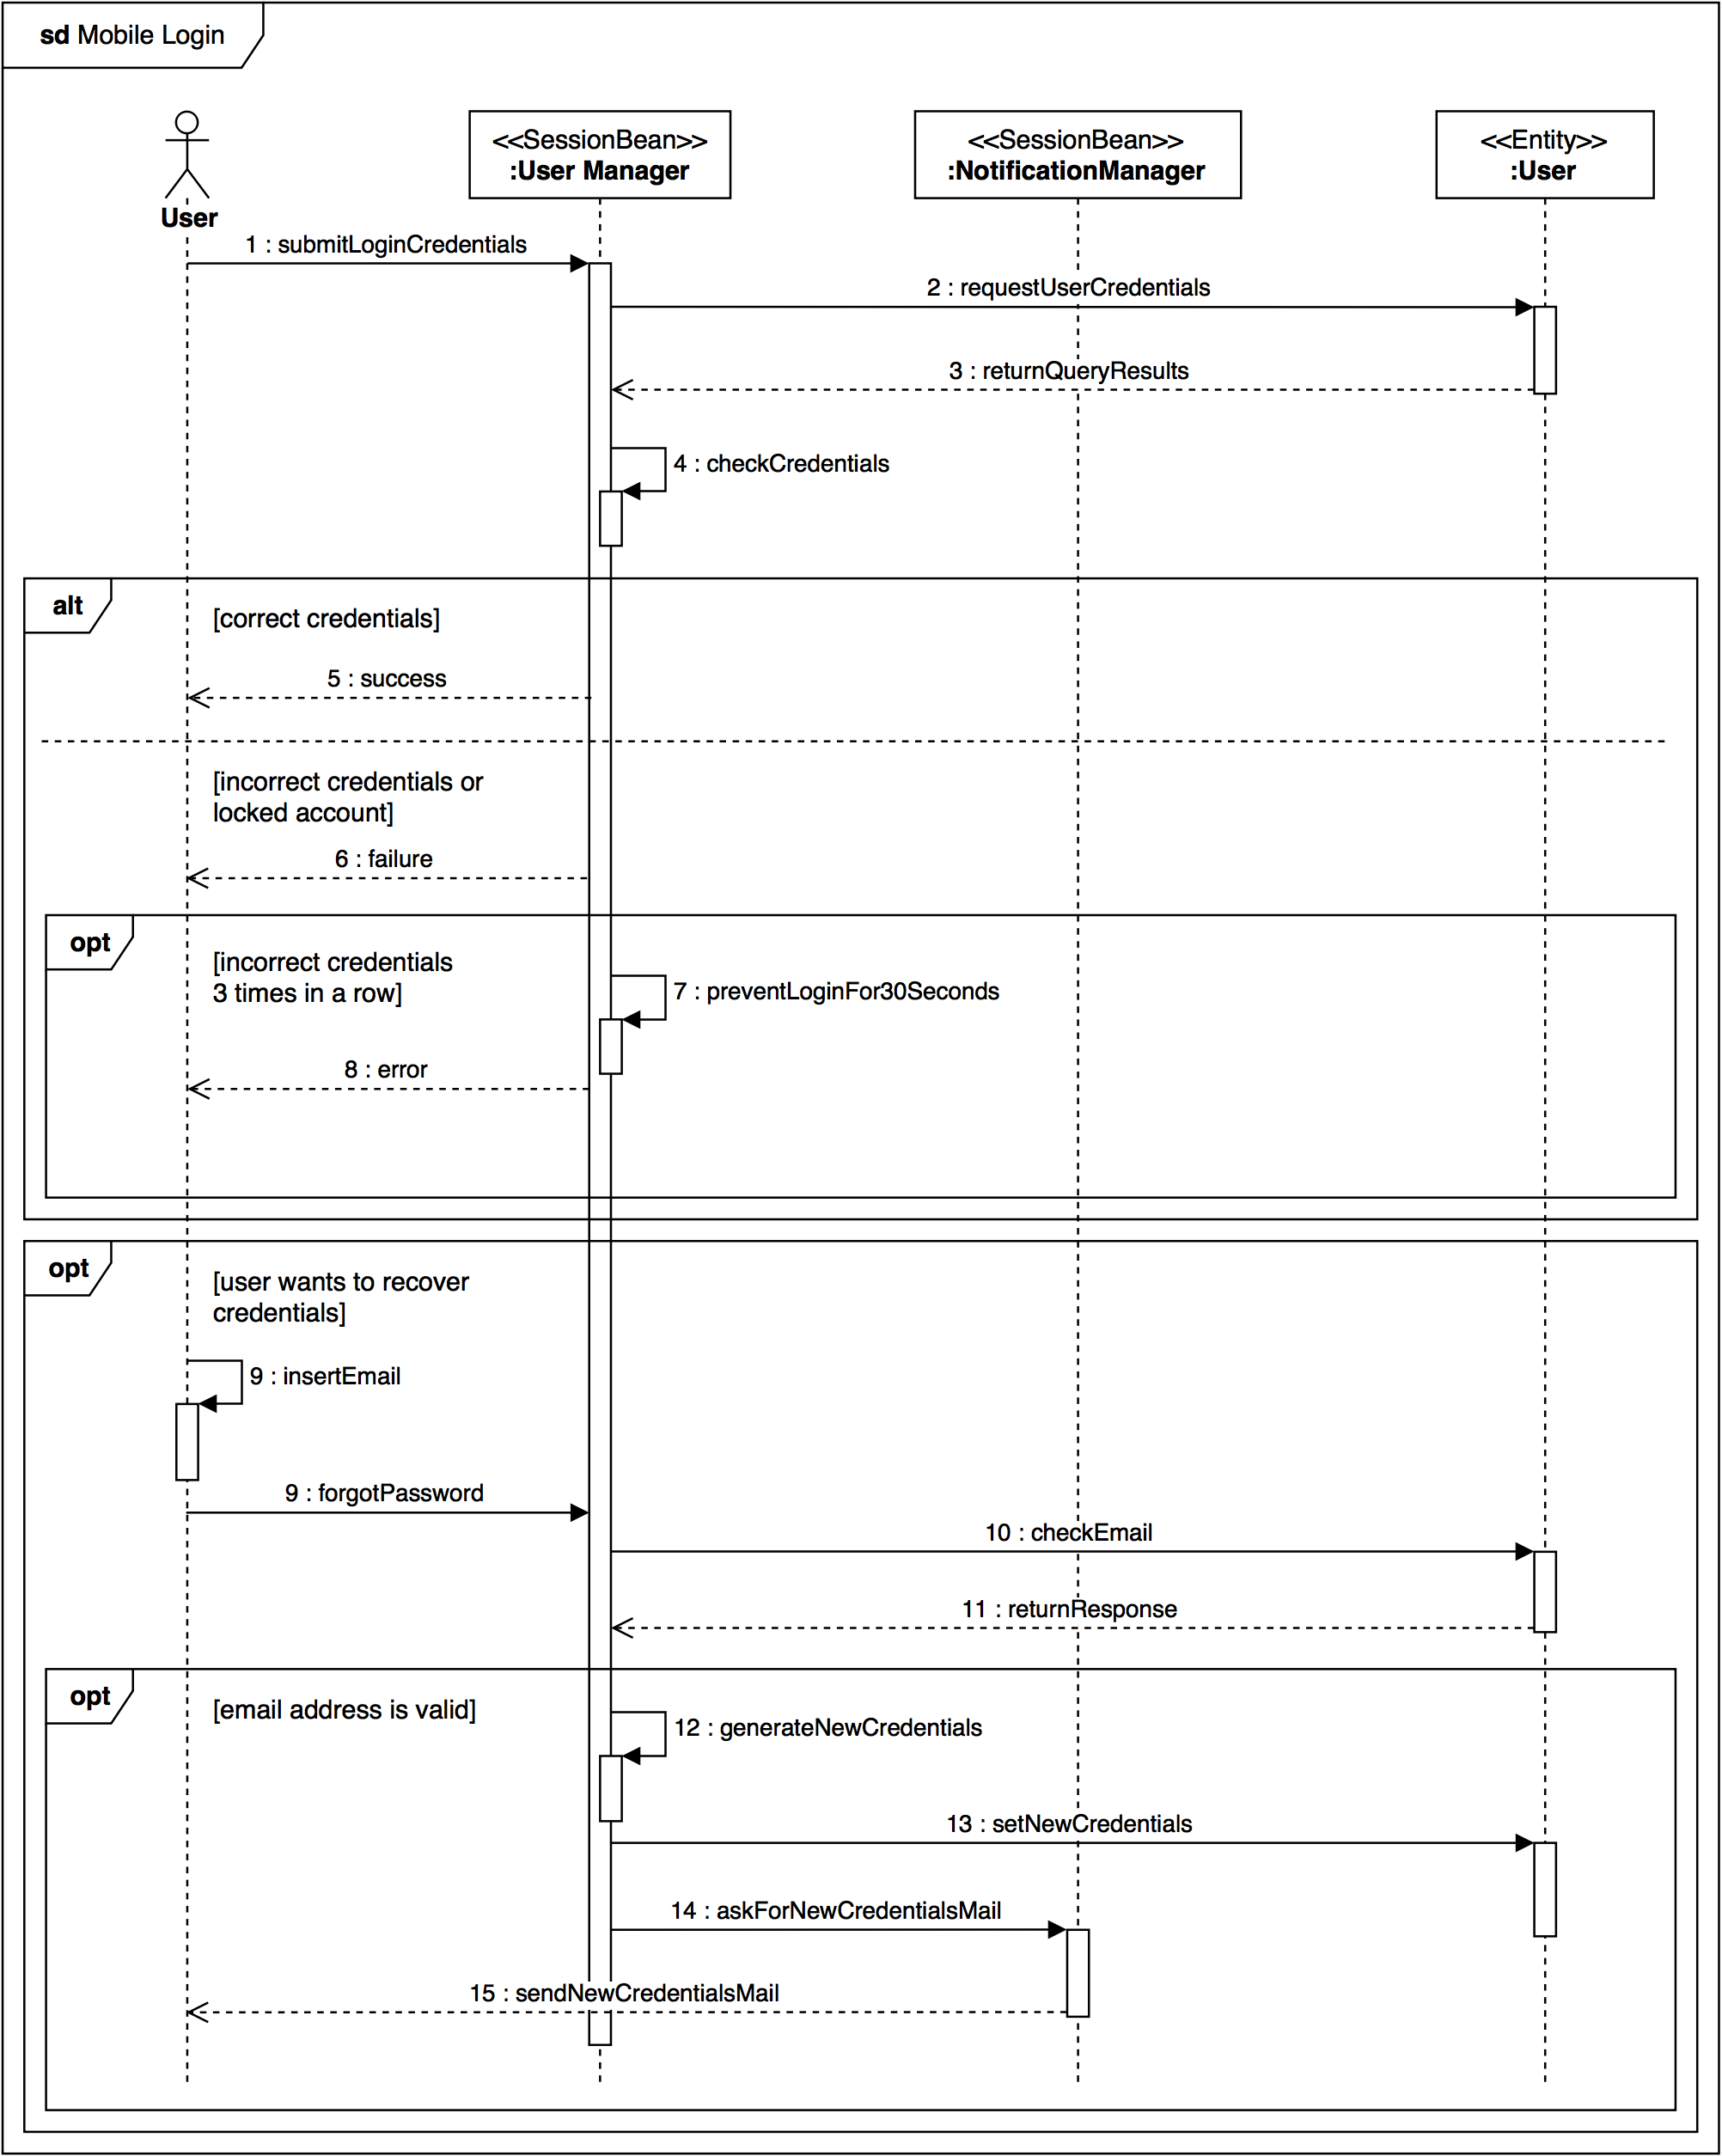 sd Mobile Login
User
<<SessionBean>>
:User Manager
<<SessionBean>>
:NotificationManager
<<Entity>>
:User
1 : submitLoginCredentials
2 : requestUserCredentials
3 : returnQueryResults
4 : checkCredentials
alt
[correct credentials]
5 : success
[incorrect credentials or
locked account]
6 : failure
opt
[incorrect credentials
3 times in a row]
7 : preventLoginFor30Seconds
8 : error
opt
[user wants to recover
credentials]
9 : insertEmail
9 : forgotPassword
10 : checkEmail
11 : returnResponse
opt
[email address is valid]
12 : generateNewCredentials
13 : setNewCredentials
14 : askForNewCredentialsMail
15 : sendNewCredentialsMail